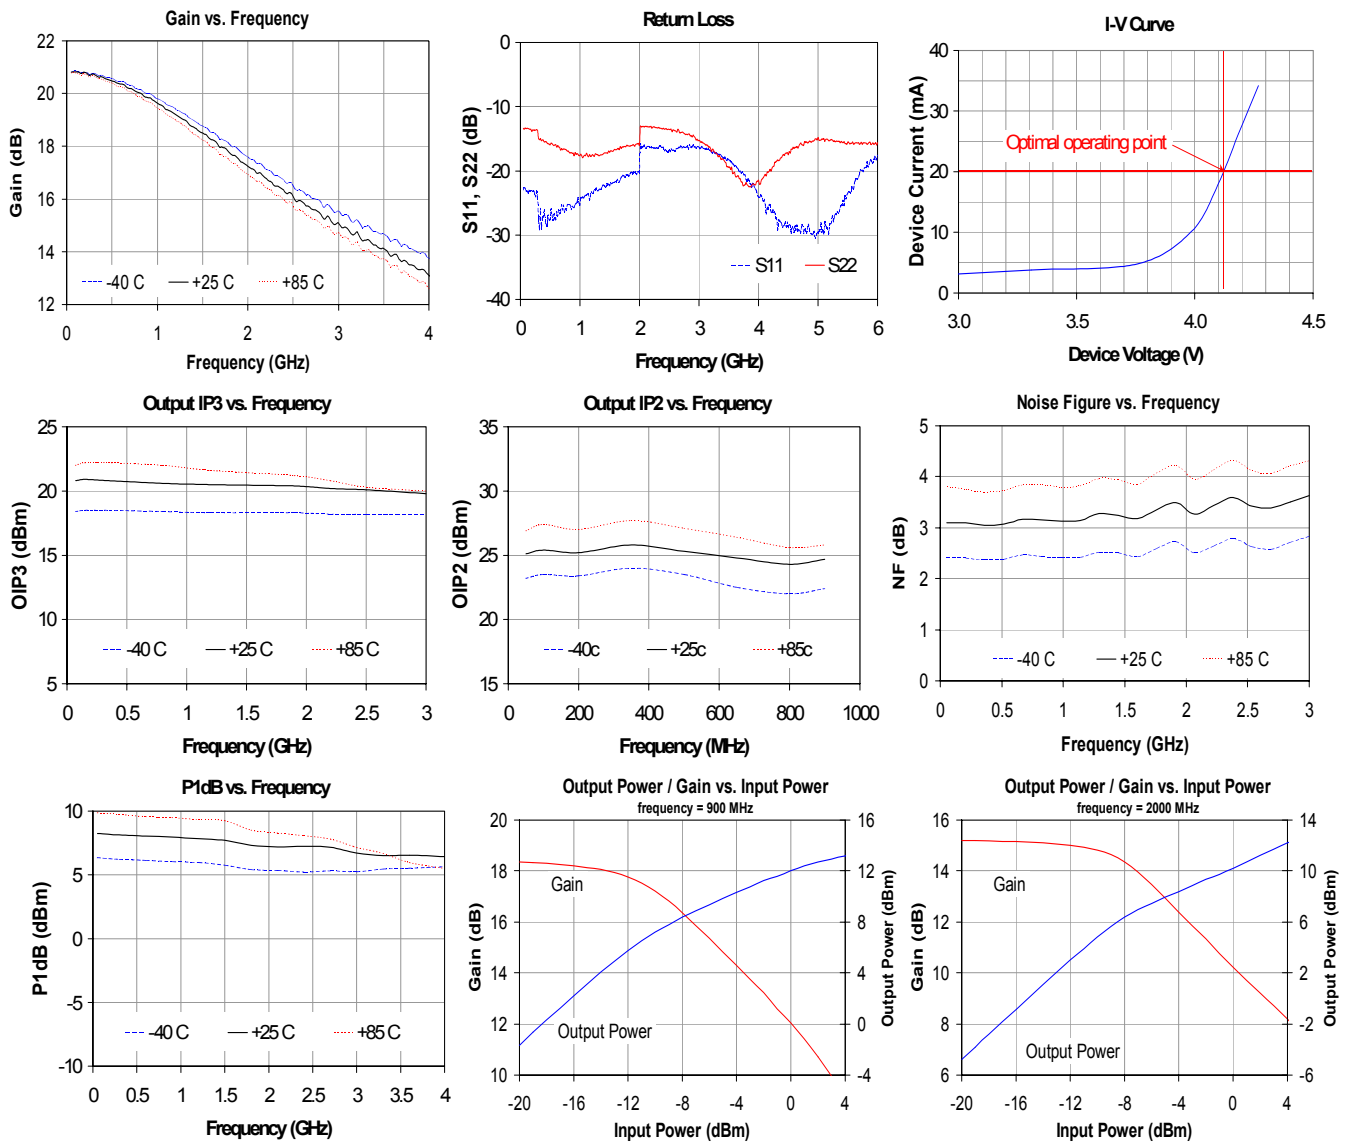 Gain vs. Frequency
22
20
18
16
14
12
Gain (dB)
-40 C
+25 C
+85 C
0
1
2
3
4
Frequency (GHz)
Return Loss
0
-10
-20
-30
-40
S11, S22 (dB)
S11
S22
0
1
2
3
4
5
6
Frequency (GHz)
I-V Curve
40
30
20
10
0
Device Current (mA)
Optimal operating point
3.0
3.5
4.0
4.5
Device Voltage (V)
Output IP3 vs. Frequency
25
20
15
10
5
OIP3 (dBm)
-40 C
+25 C
+85 C
0
0.5
1
1.5
2
2.5
3
Frequency (GHz)
Output IP2 vs. Frequency
35
30
25
20
15
OIP2 (dBm)
-40c
+25c
+85c
0
200
400
600
800
1000
Frequency (MHz)
Noise Figure vs. Frequency
5
4
3
2
1
0
NF (dB)
-40 C
+25 C
+85 C
0
0.5
1
1.5
2
2.5
3
Frequency (GHz)
P1dB vs. Frequency
10
5
0
-5
-10
P1dB (dBm)
-40 C
+25 C
+85 C
0
0.5
1
1.5
2
2.5
3
3.5
4
Frequency (GHz)
Output Power / Gain vs. Input Power
frequency = 900 MHz
20
18
16
14
12
10
Gain (dB)
Gain
Output Power
16
12
8
4
0
-4
Output Power (dBm)
-20
-16
-12
-8
-4
0
4
Input Power (dBm)
Output Power / Gain vs. Input Power
frequency = 2000 MHz
16
14
12
10
8
6
Gain (dB)
Gain
Output Power
14
10
6
2
-2
-6
Output Power (dBm)
-20
-16
-12
-8
-4
0
4
Input Power (dBm)